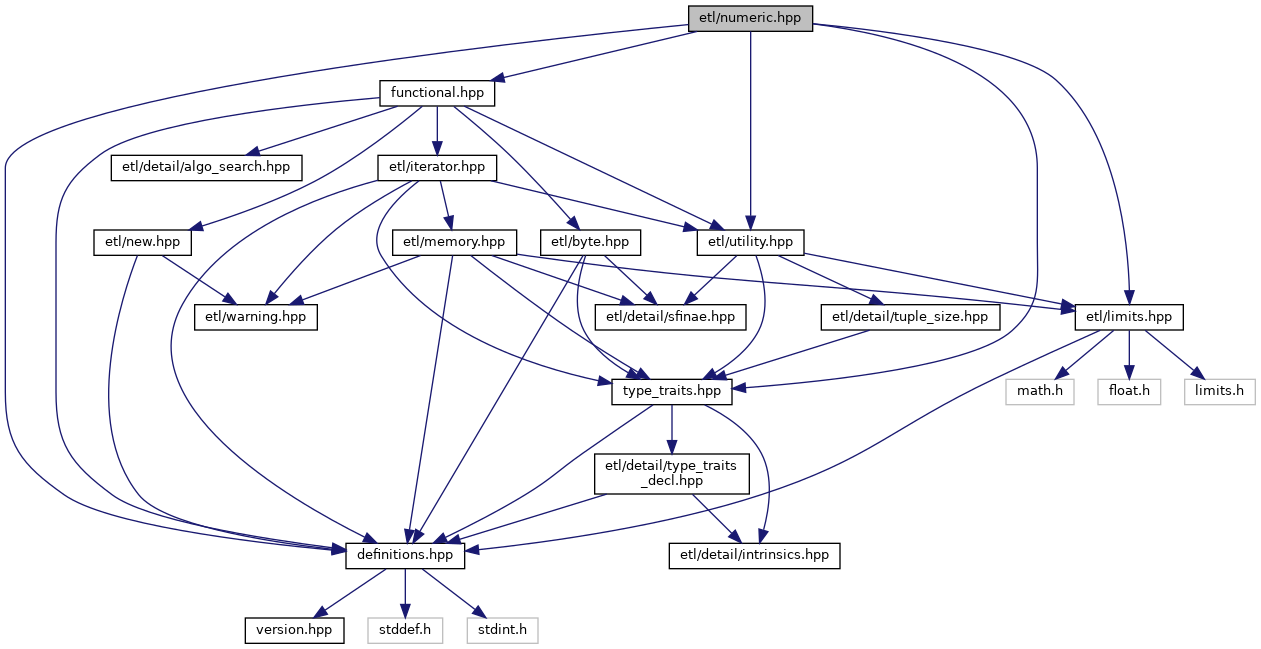 etl/numeric.hpp
functional.hpp
etl/detail/algo_search.hpp
etl/iterator.hpp
etl/new.hpp
etl/memory.hpp
etl/byte.hpp
etl/utility.hpp
etl/warning.hpp
etl/detail/sfinae.hpp
etl/detail/tuple_size.hpp
etl/limits.hpp
type_traits.hpp
math.h
float.h
limits.h
etl/detail/type_traits
_decl.hpp
definitions.hpp
etl/detail/intrinsics.hpp
version.hpp
stddef.h
stdint.h